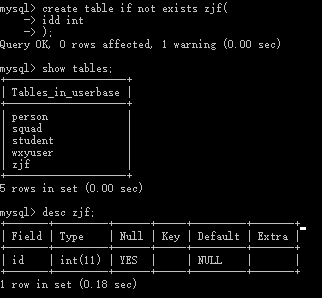 mysql> create table if not exists zjf(
    -> idd int
    -> );
Query OK, 0 rows affected, 1 warning (0.00 sec)
mysql> show tables;
+--------------------+
| Tables_in_userbase |
+--------------------+
| person             |
| squad              |
| student            |
| wxyuser            |
| zjf                |
+--------------------+
5 rows in set (0.00 sec)
mysql> desc zjf;
+-------+---------+------+-----+---------+-------+
| Field | Type    | Null | Key | Default | Extra |
+-------+---------+------+-----+---------+-------+
| id    | int(11) | YES  |     | NULL    |       |
+-------+---------+------+-----+---------+-------+
1 row in set (0.18 sec)